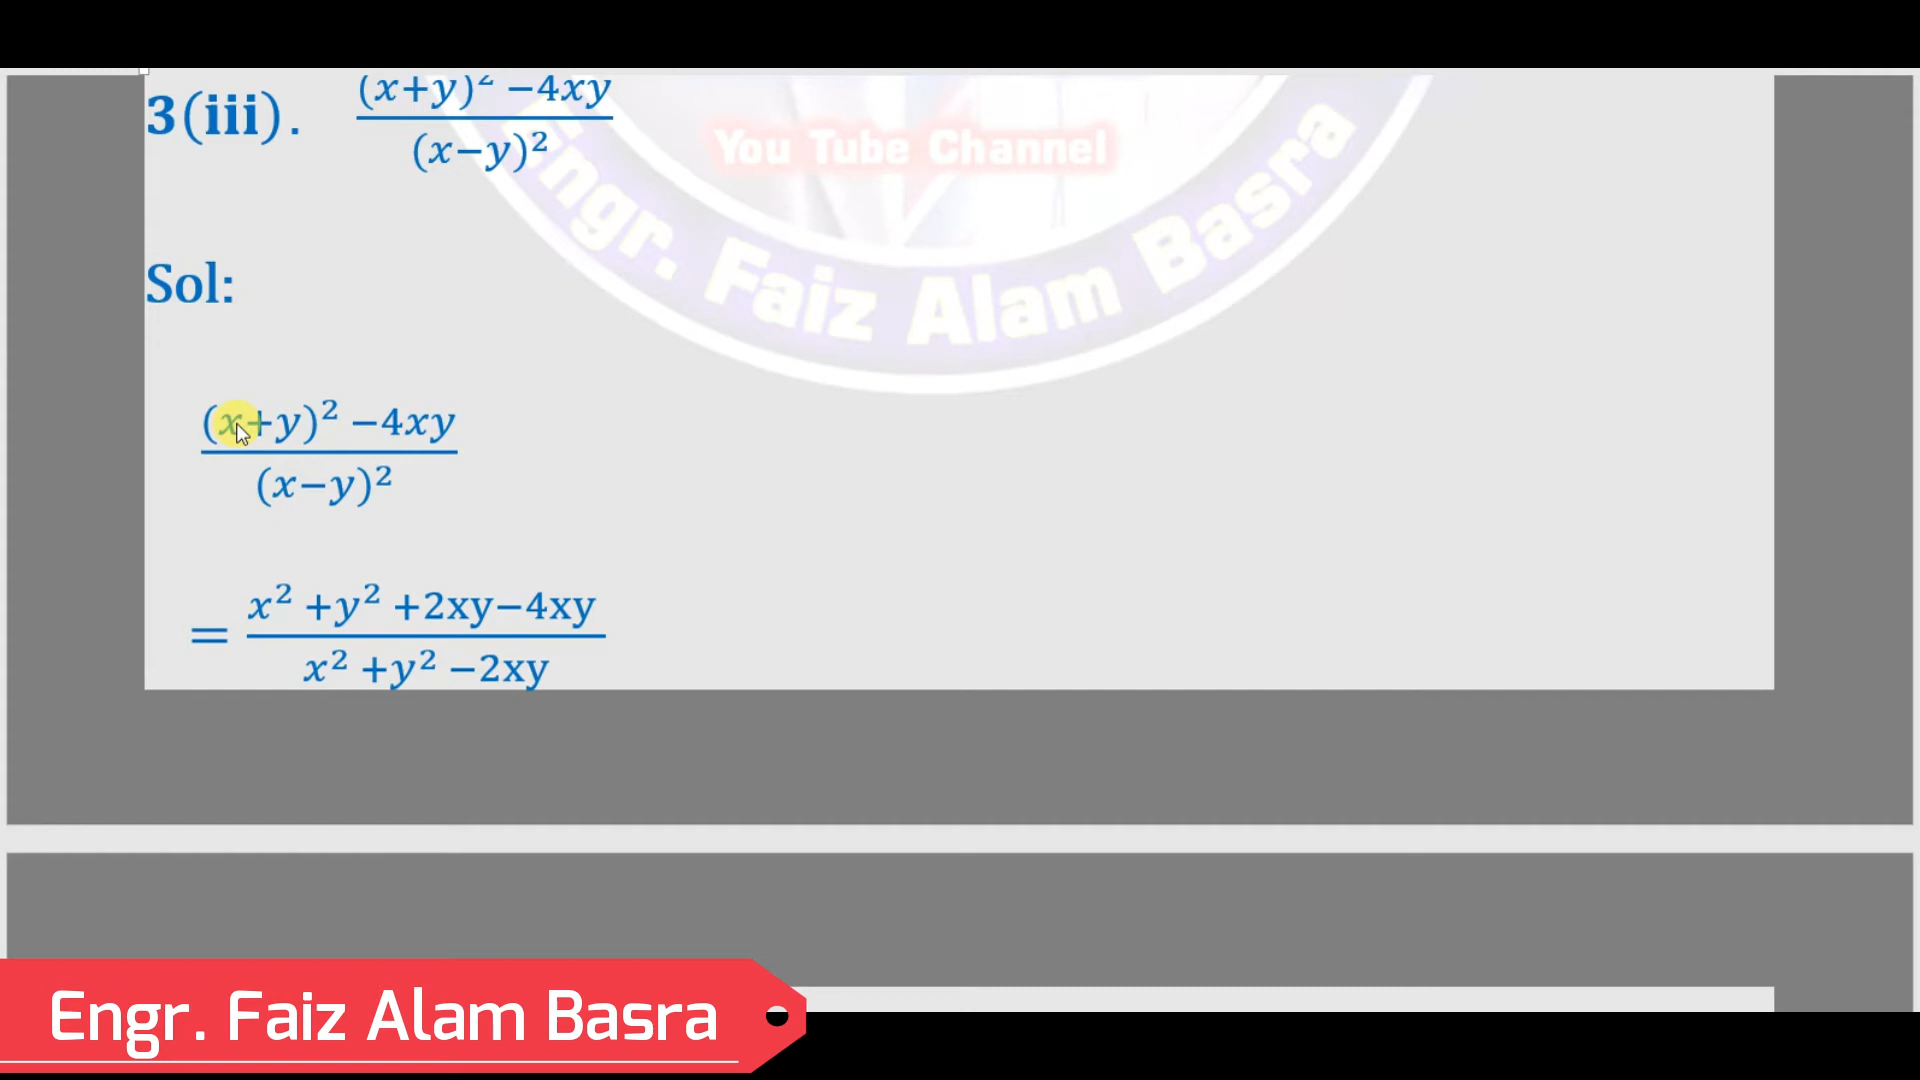 3(iii). (x+y)² −4xy / (x−y)²
You Tube Channel
Engr. Faiz Alam Basra
Sol:
(x+y)² −4xy / (x−y)²
= x² +y² +2xy−4xy / x² +y² −2xy
Engr. Faiz Alam Basra